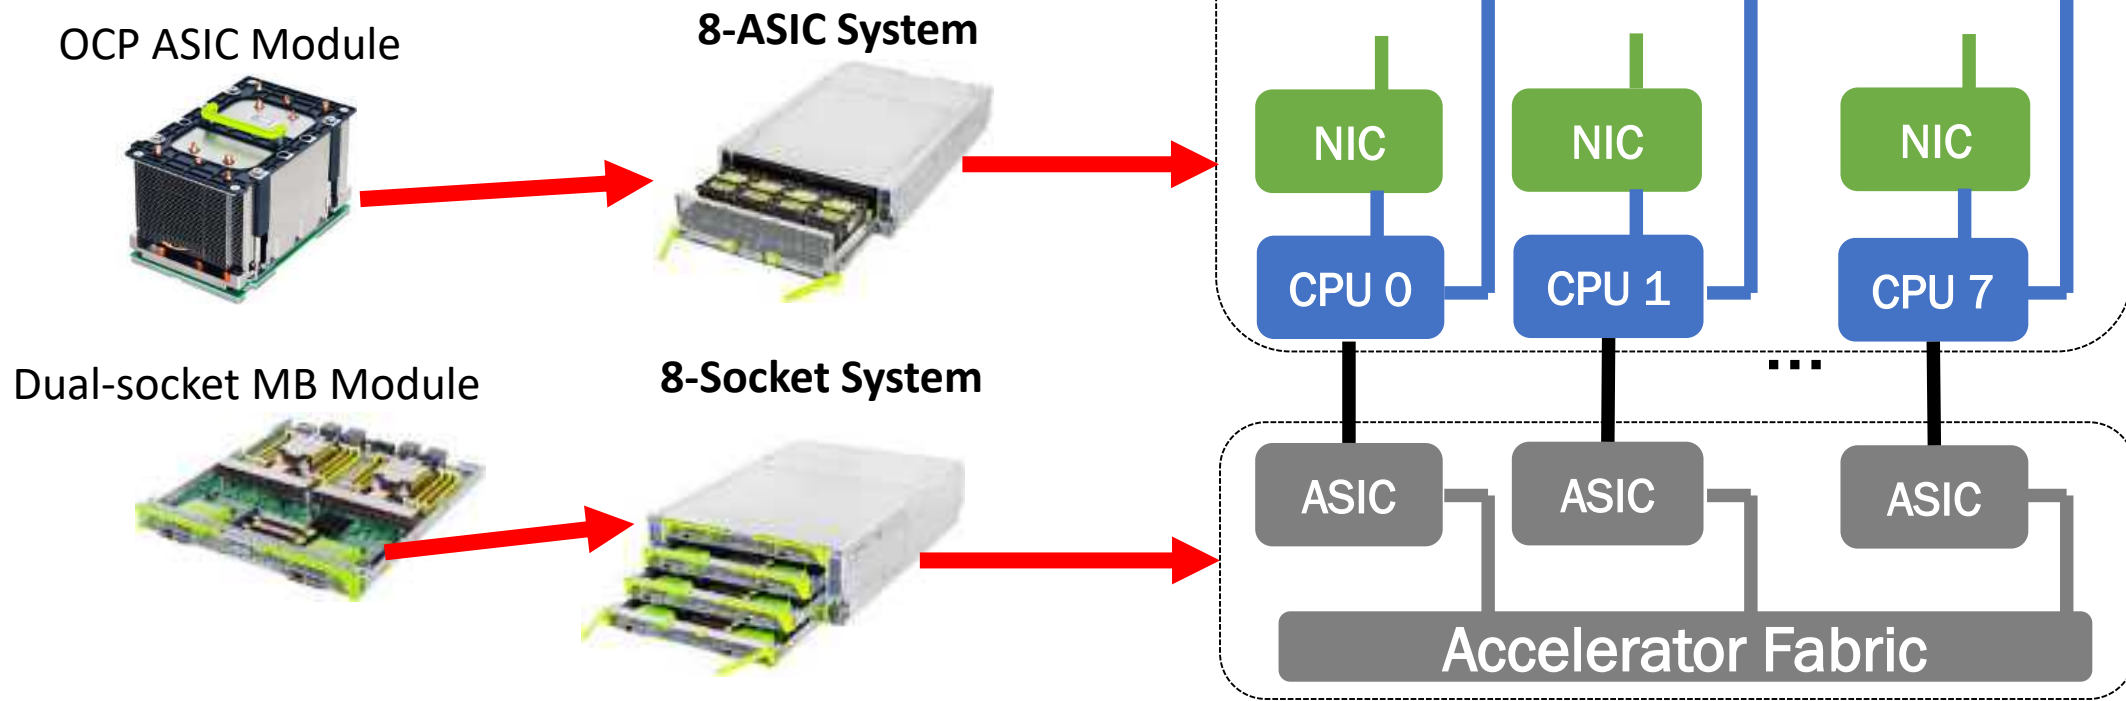 OCP ASIC Module
8-ASIC System
NIC
NIC
NIC
CPU 0
CPU 1
CPU 7
...
Dual-socket MB Module
8-Socket System
ASIC
ASIC
ASIC
Accelerator Fabric